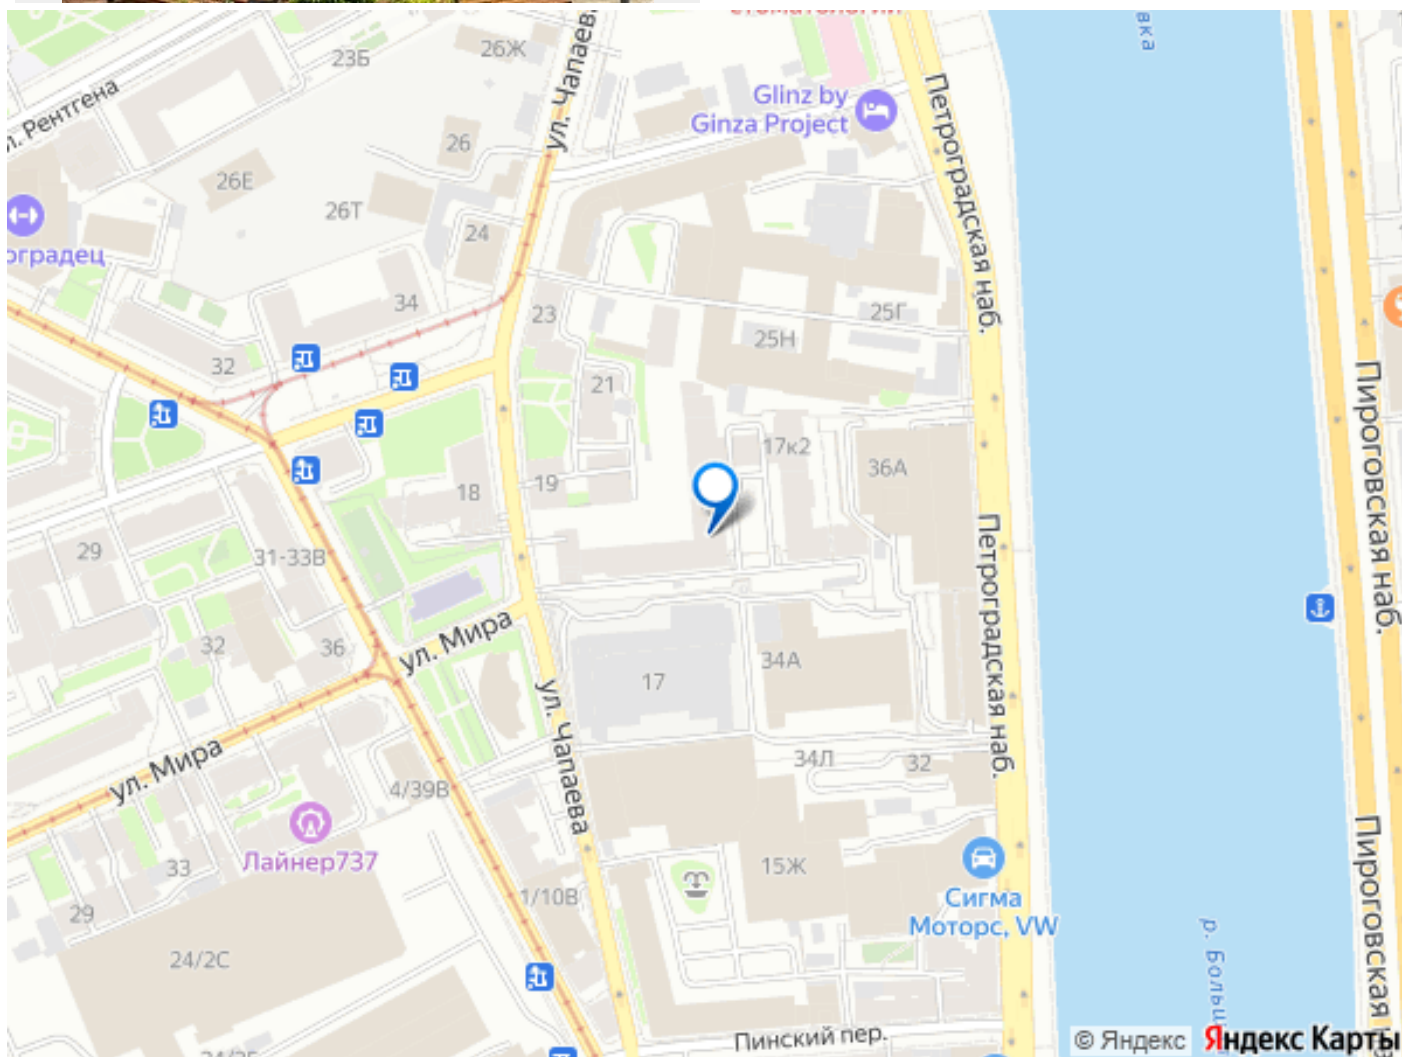 стоматологии
вка
26Ж
23Б
ул. Чапаева
Glinz by
Ginza Project
Петроградская наб.
л. Рентгена
26
26Е
26Т
24
оградец
34
23
25Г
25Н
32
21
Пироговская наб.
17к2
36А
19
18
29
31-33В
Петроградская наб.
32
36
ул. Мира
34А
17
ул. Чапаева
34Л
32
ул. Мира
4/39В
Лайнер737
33
15Ж
Пироговская н
1/10В
Сигма
Моторс, VW
29
24/2С
р. Больш
Пинский пер.
© Яндекс Яндекс Карты